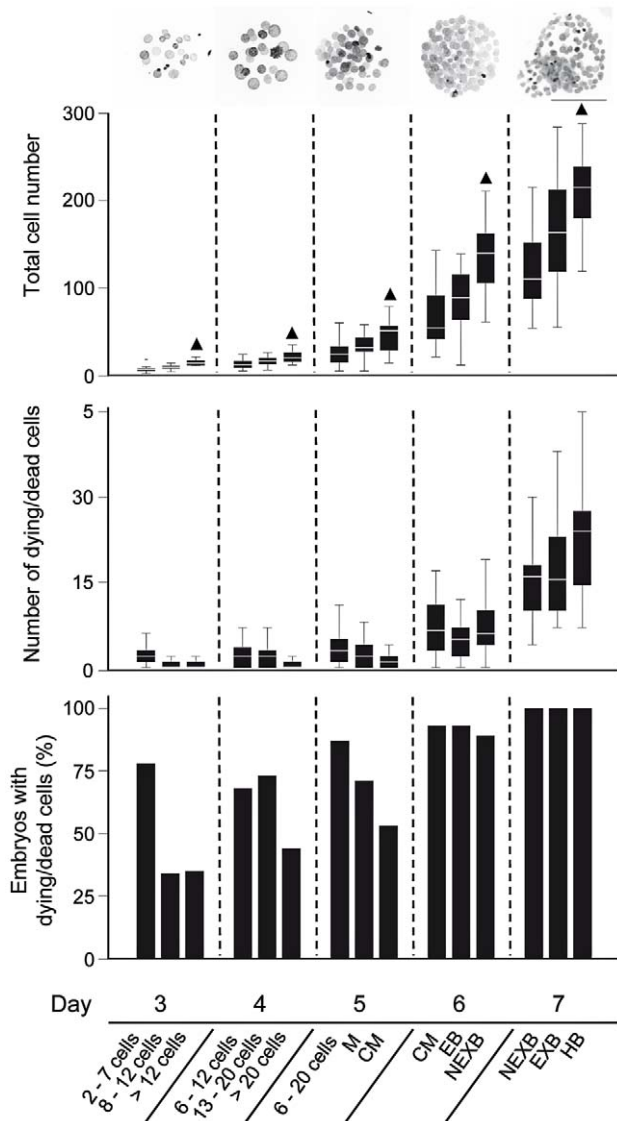 Total cell number
300
200
100
0
Number of dying/dead cells
5
30
15
0
Embryos with
dying/dead cells (%)
100
75
50
25
0
Day 3 4 5 6 7
2 - 7 cells
8 - 12 cells
> 12 cells
6 - 12 cells
13 - 20 cells
> 20 cells
6 - 20 cells
M
CM
CM
EB
NEXB
NEXB
EXB
HB